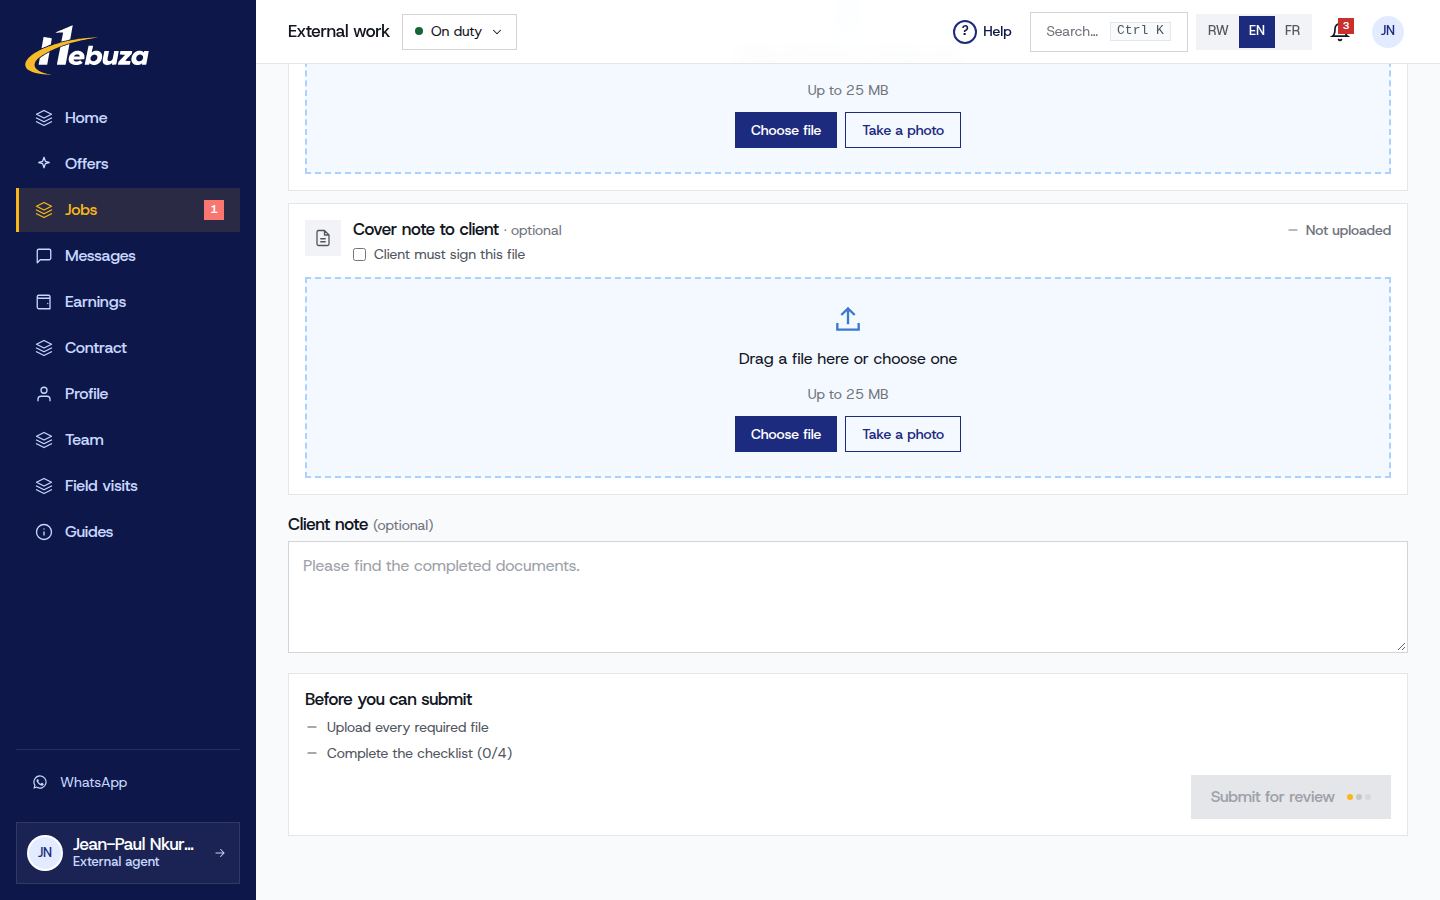 Hebuza
Home
Offers
Jobs 1
Messages
Earnings
Contract
Profile
Team
Field visits
Guides
WhatsApp
JN Jean-Paul Nkur...
External agent
External work On duty ? Help Search... Ctrl K RW EN FR 3 JN
Up to 25 MB
Choose file Take a photo
Cover note to client · optional — Not uploaded
Client must sign this file
Drag a file here or choose one
Up to 25 MB
Choose file Take a photo
Client note (optional)
Please find the completed documents.
Before you can submit
— Upload every required file
— Complete the checklist (0/4)
Submit for review